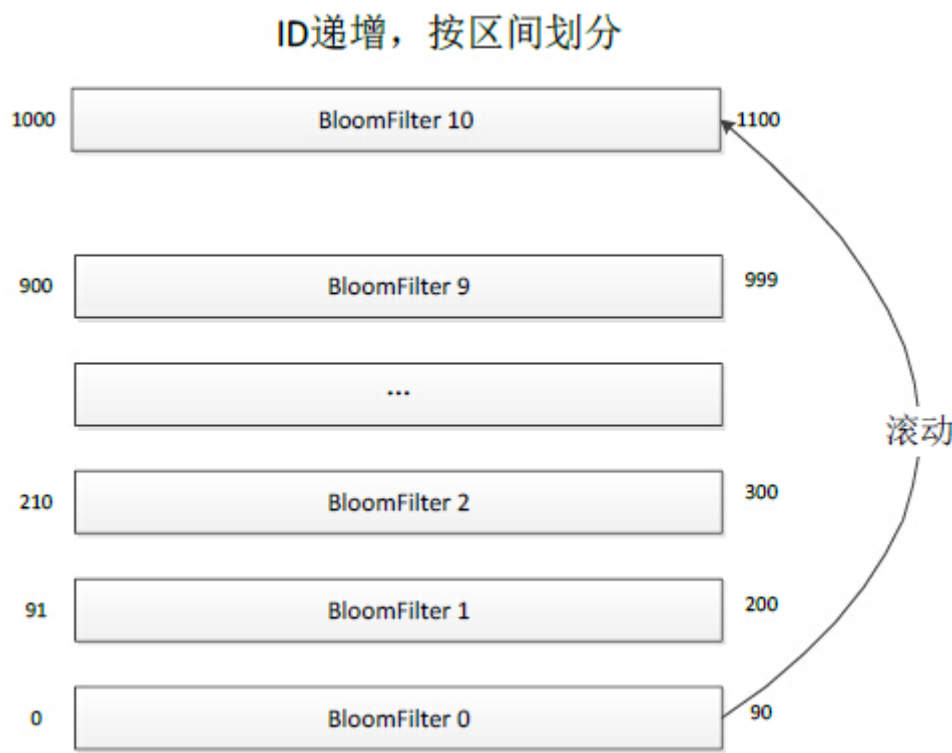 ID递增，按区间划分
1000 BloomFilter 10 1100
900 BloomFilter 9 999
...
滚动
210 BloomFilter 2 300
91 BloomFilter 1 200
0 BloomFilter 0 90